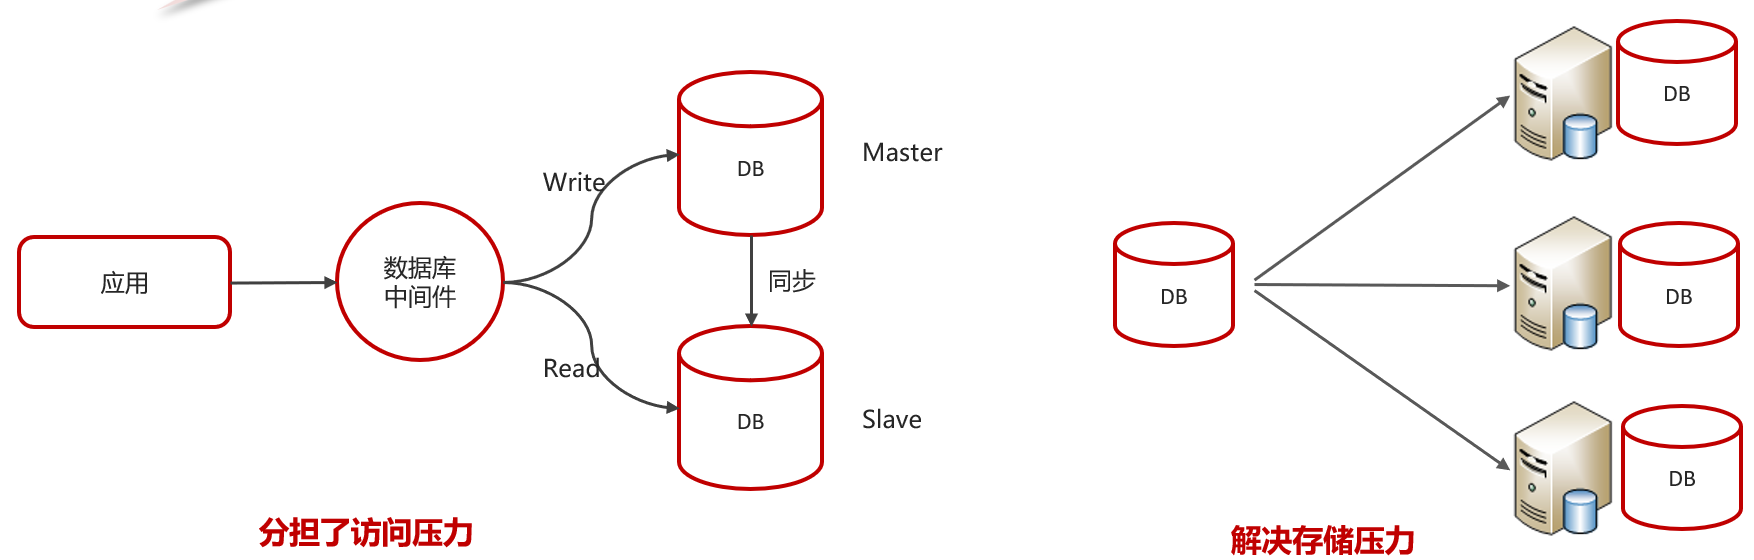 应用
数据库
中间件
Write
Read
DB
Master
同步
DB
Slave
分担了访问压力
DB
DB
DB
DB
解决存储压力